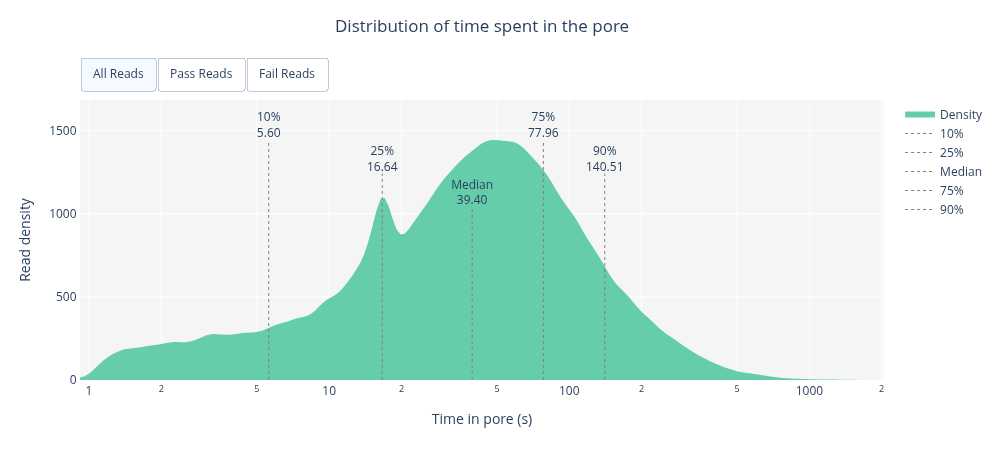 Distribution of time spent in the pore
All Reads
Pass Reads
Fail Reads
10%
5.60
25%
16.64
Median
39.40
75%
77.96
90%
140.51
Density
10%
25%
Median
75%
90%
Read density
1500
1000
500
0
1 2 5 10 2 5 100 2 5 1000 2
Time in pore (s)